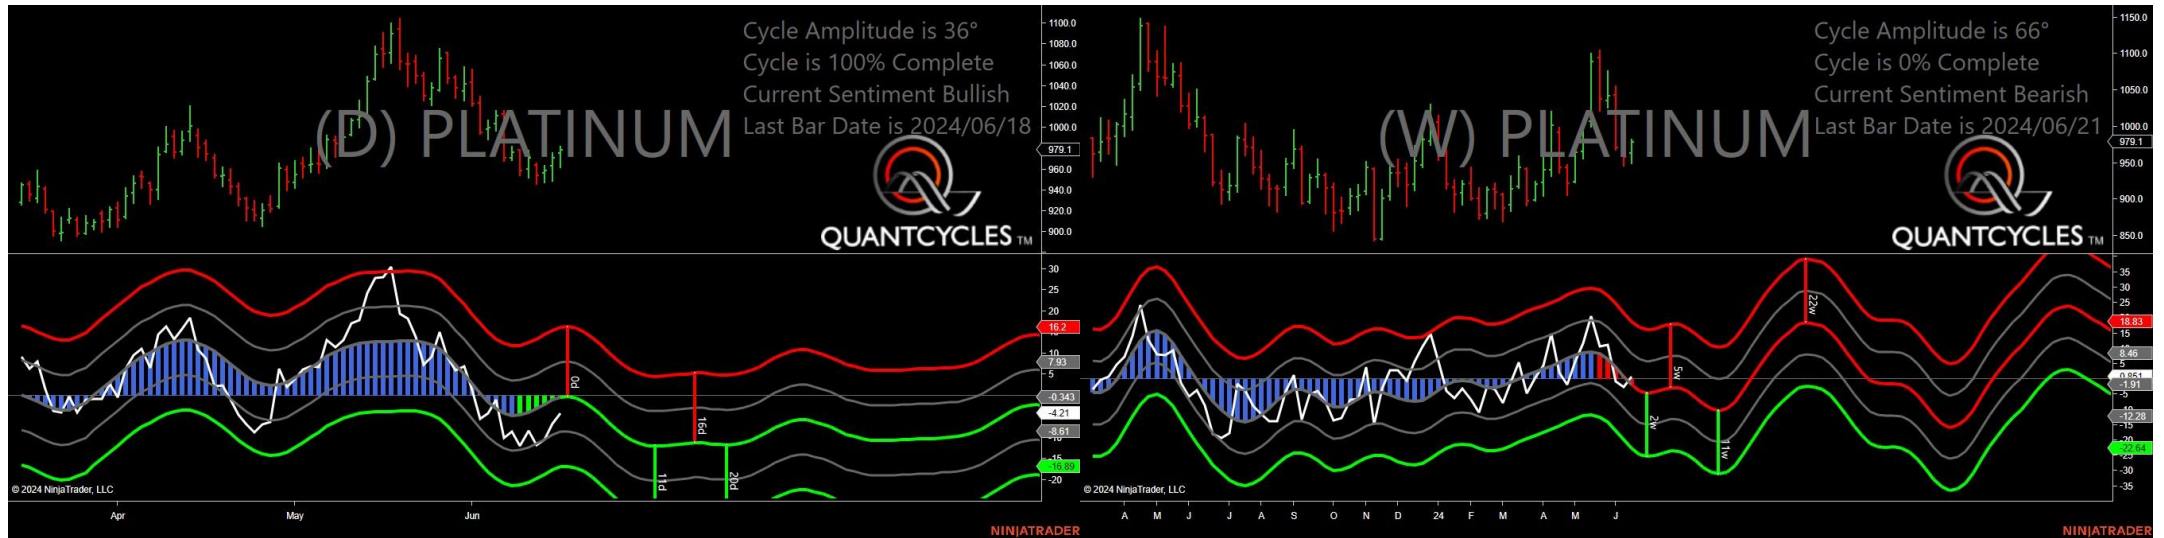 Cycle Amplitude is 36°
Cycle is 100% Complete
Current Sentiment Bullish
Last Bar Date is 2024/06/18
(D) PLATINUM
QUANTCYCLES TM
1100.0
1080.0
1060.0
1040.0
1020.0
1000.0
979.1
960.0
940.0
920.0
900.0
30
25
20
16.2
10
7.93
5
-0.343
-4.21
-8.61
-15
-16.89
-20
0d
16d
11d
20d
© 2024 NinjaTrader, LLC
Apr
May
Jun
NINJATRADER
Cycle Amplitude is 66°
Cycle is 0% Complete
Current Sentiment Bearish
Last Bar Date is 2024/06/21
(W) PLATINUM
QUANTCYCLES TM
1150.0
1100.0
1050.0
1000.0
979.1
950.0
900.0
850.0
35
30
25
18.83
15
8.46
5
0.951
-1.91
-5
-12.28
-15
-20
-22.64
-25
-30
-35
22w
5w
2w
11w
© 2024 NinjaTrader, LLC
A M J J A S O N D 24 F M A M J
NINJATRADER